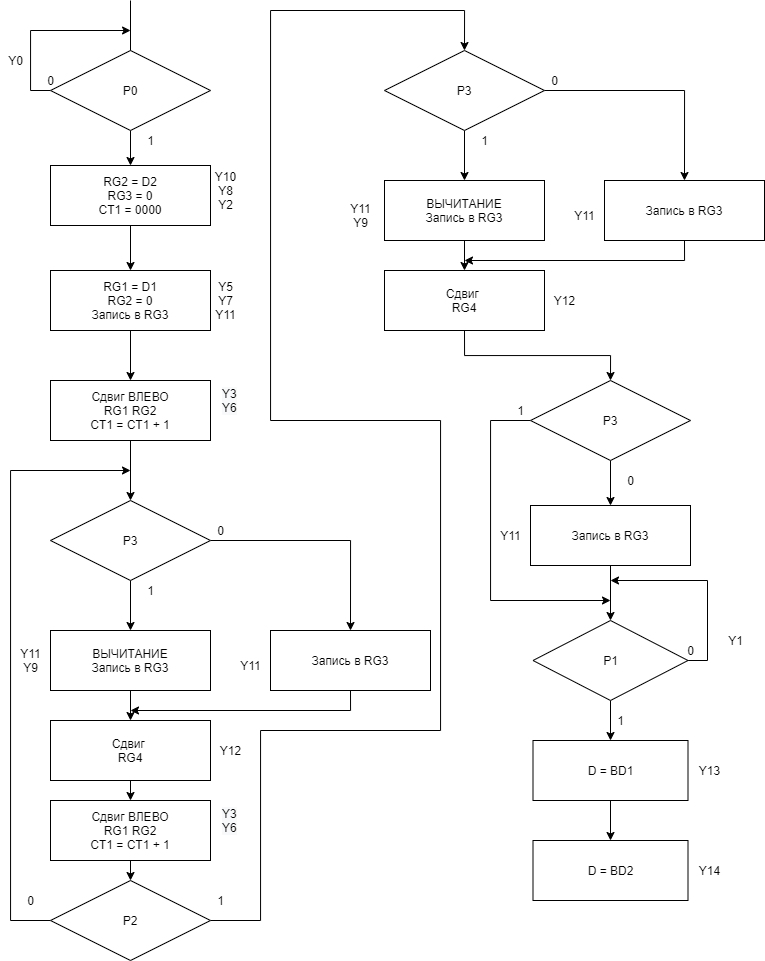 Y0
0
P0
1
RG2 = D2
RG3 = 0
CT1 = 0000
Y10
Y8
Y2
RG1 = D1
RG2 = 0
Запись в RG3
Y5
Y7
Y11
Сдвиг ВЛЕВО
RG1 RG2
CT1 = CT1 + 1
Y3
Y6
P3
0
1
Y11
Y9
ВЫЧИТАНИЕ
Запись в RG3
Y11
Запись в RG3
Сдвиг
RG4
Y12
Сдвиг ВЛЕВО
RG1 RG2
CT1 = CT1 + 1
Y3
Y6
0
P2
1
P3
0
1
Y11
Y9
ВЫЧИТАНИЕ
Запись в RG3
Y11
Запись в RG3
Сдвиг
RG4
Y12
1
P3
0
Y11
Запись в RG3
P1
0
Y1
1
D = BD1
Y13
D = BD2
Y14